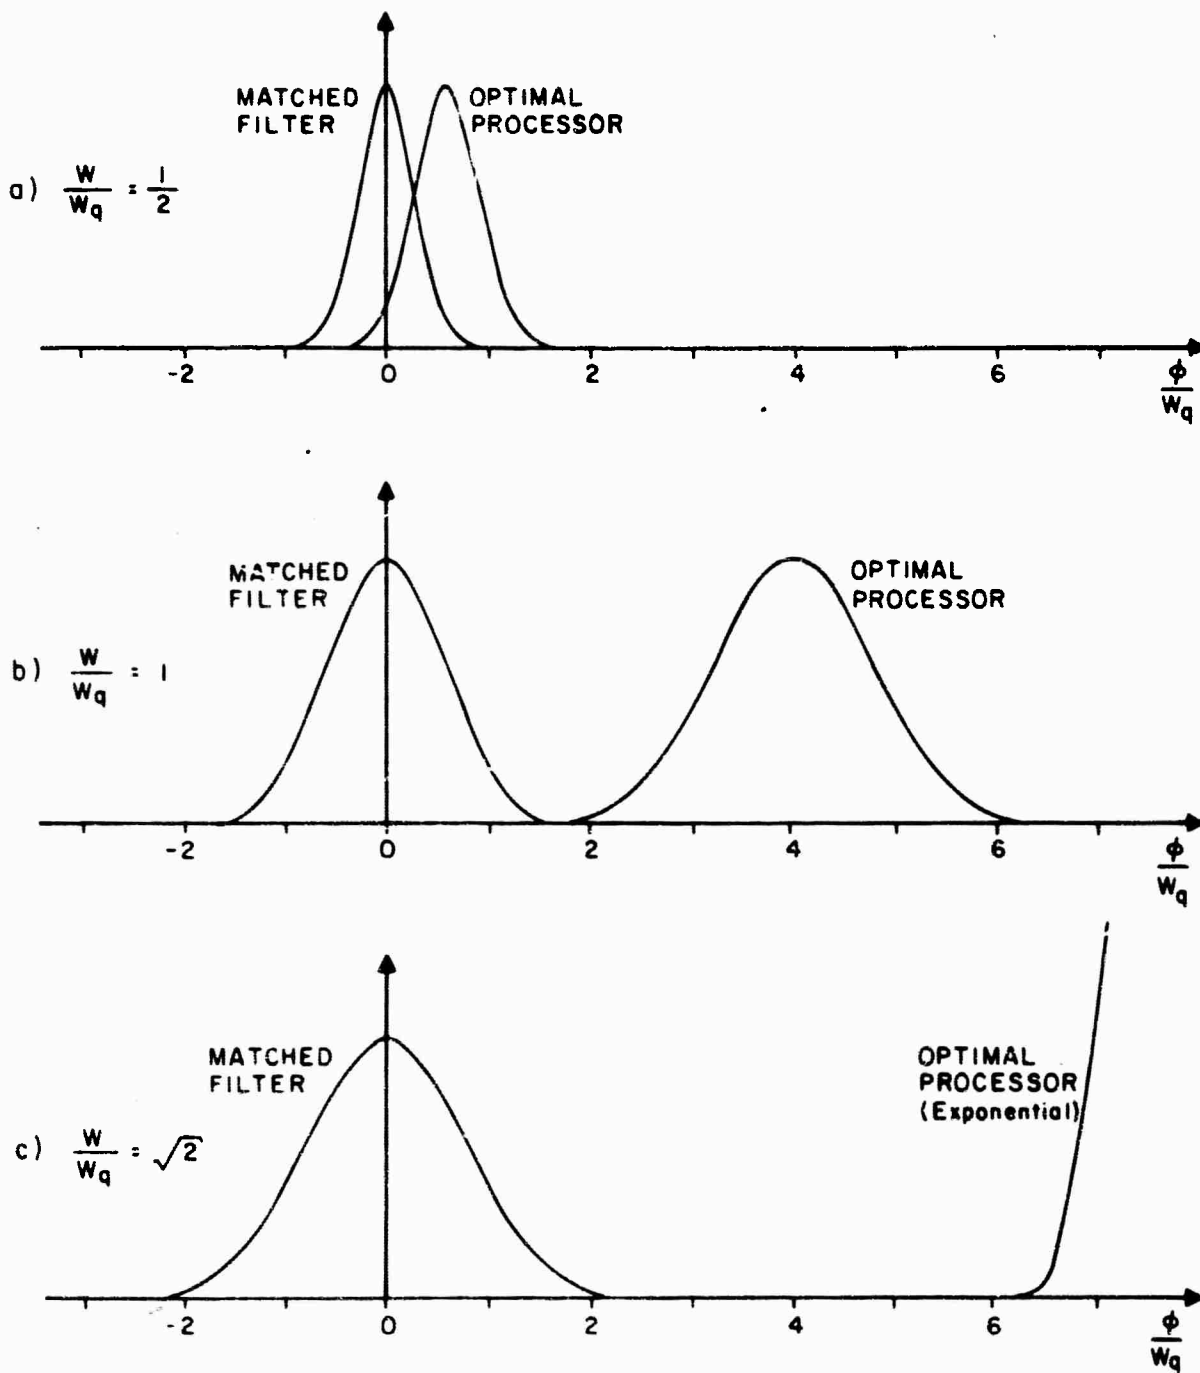 MATCHED
FILTER
OPTIMAL
PROCESSOR
a) W/Wq = 1/2
-2 0 2 4 6
ϕ/Wq
MATCHED
FILTER
OPTIMAL
PROCESSOR
b) W/Wq = 1
-2 0 2 4 6
ϕ/Wq
MATCHED
FILTER
OPTIMAL
PROCESSOR
(Exponential)
c) W/Wq = √2
-2 0 2 4 6
ϕ/Wq